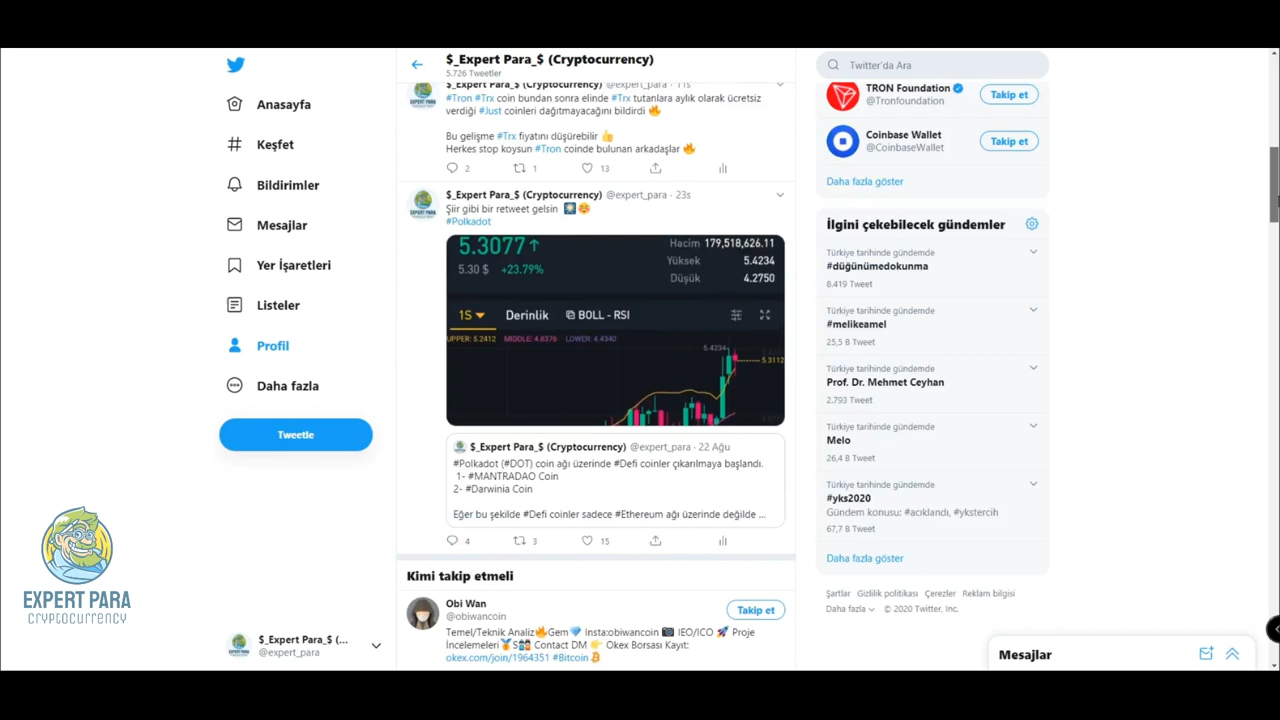 Anasayfa
Keşfet
Bildirimler
Mesajlar
Yer İşaretleri
Listeler
Profil
Daha fazla
Tweetle
EXPERT PARA
CRYPTOCURRENCY
$_Expert Para_$ (...
@expert_para
$_Expert Para_$ (Cryptocurrency)
5.726 Tweetler
$_Expert Para_$ (Cryptocurrency) @expert_para · 11s
#Tron #Trx coin bundan sonra elinde #Trx tutanlara aylık olarak ücretsiz
verdiği #Just coinleri dağıtmayacağını bildirdi 🔥
Bu gelişme #Trx fiyatını düşürebilir 👍
Herkes stop koysun #Tron coinde bulunan arkadaşlar 🔥
2 1 13
$_Expert Para_$ (Cryptocurrency) @expert_para · 23s
Şiir gibi bir retweet gelsin
#Polkadot
5.3077↑
5.30 $ +23.79%
Hacim 179,518,626.11
Yüksek 5.4234
Düşük 4.2750
1S Derinlik BOLL - RSI
UPPER: 5.2412 MIDDLE: 4.8376 LOWER: 4.4340
5.4234
5.3112
$_Expert Para_$ (Cryptocurrency) @expert_para · 22 Ağu
#Polkadot (#DOT) coin ağı üzerinde #Defi coinler çıkarılmaya başlandı.
1- #MANTRADAO Coin
2- #Darwinia Coin
Eğer bu şekilde #Defi coinler sadece #Ethereum ağı üzerinde değilde ...
4 3 15
Kimi takip etmeli
Obi Wan
@obiwancoin
Takip et
Temel/Teknik Analiz🔥Gem💎 Insta:obiwancoin 📷 IEO/ICO 🚀 Proje
İncelemeleri🏅S Contact DM 👉 Okex Borsası Kayıt:
okex.com/join/1964351 #Bitcoin
Twitter'da Ara
TRON Foundation
@Tronfoundation
Takip et
Coinbase Wallet
@CoinbaseWallet
Takip et
Daha fazla göster
İlgini çekebilecek gündemler
Türkiye tarihinde gündemde
#düğünümedokunma
8.419 Tweet
Türkiye tarihinde gündemde
#melikeamel
25,5 B Tweet
Türkiye tarihinde gündemde
Prof. Dr. Mehmet Ceyhan
2.793 Tweet
Türkiye tarihinde gündemde
Melo
26,4 B Tweet
Türkiye tarihinde gündemde
#yks2020
Gündem konusu: #açıklandı, #ykstercih
67,7 B Tweet
Daha fazla göster
Şartlar Gizlilik politikası Çerezler Reklam bilgisi
Daha fazla © 2020 Twitter, Inc.
Mesajlar